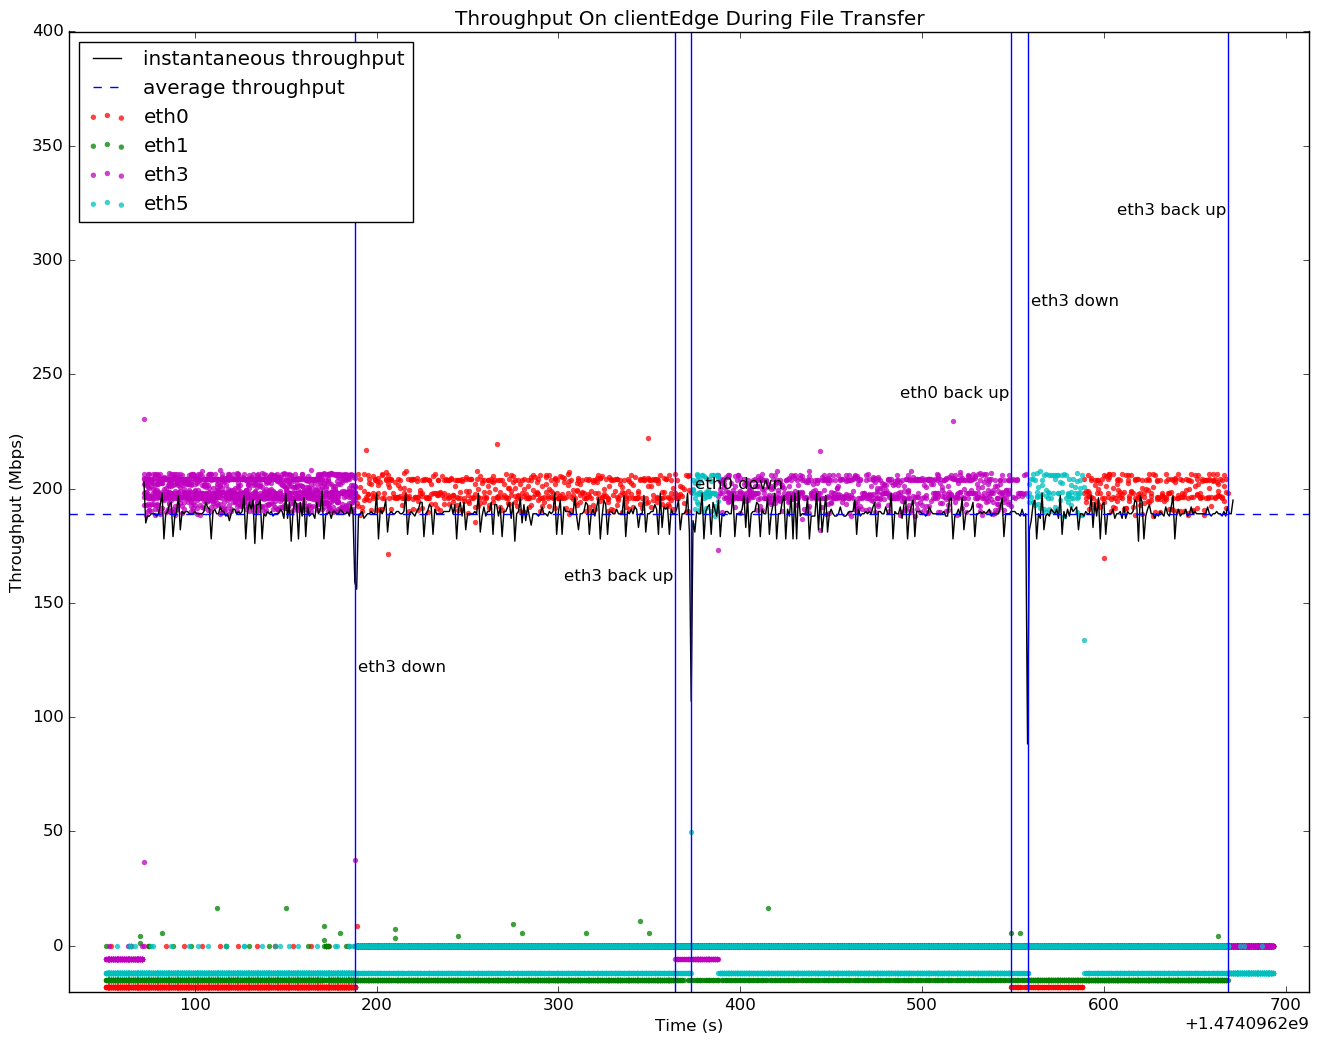 Throughput On clientEdge During File Transfer
400
350
300
250
200
150
100
50
0
Throughput (Mbps)
instantaneous throughput
average throughput
eth0
eth1
eth3
eth5
eth3 back up
eth3 down
eth0 back up
eth0 down
eth3 back up
eth3 down
100
200
300
400
500
600
700
Time (s)
+1.4740962e9